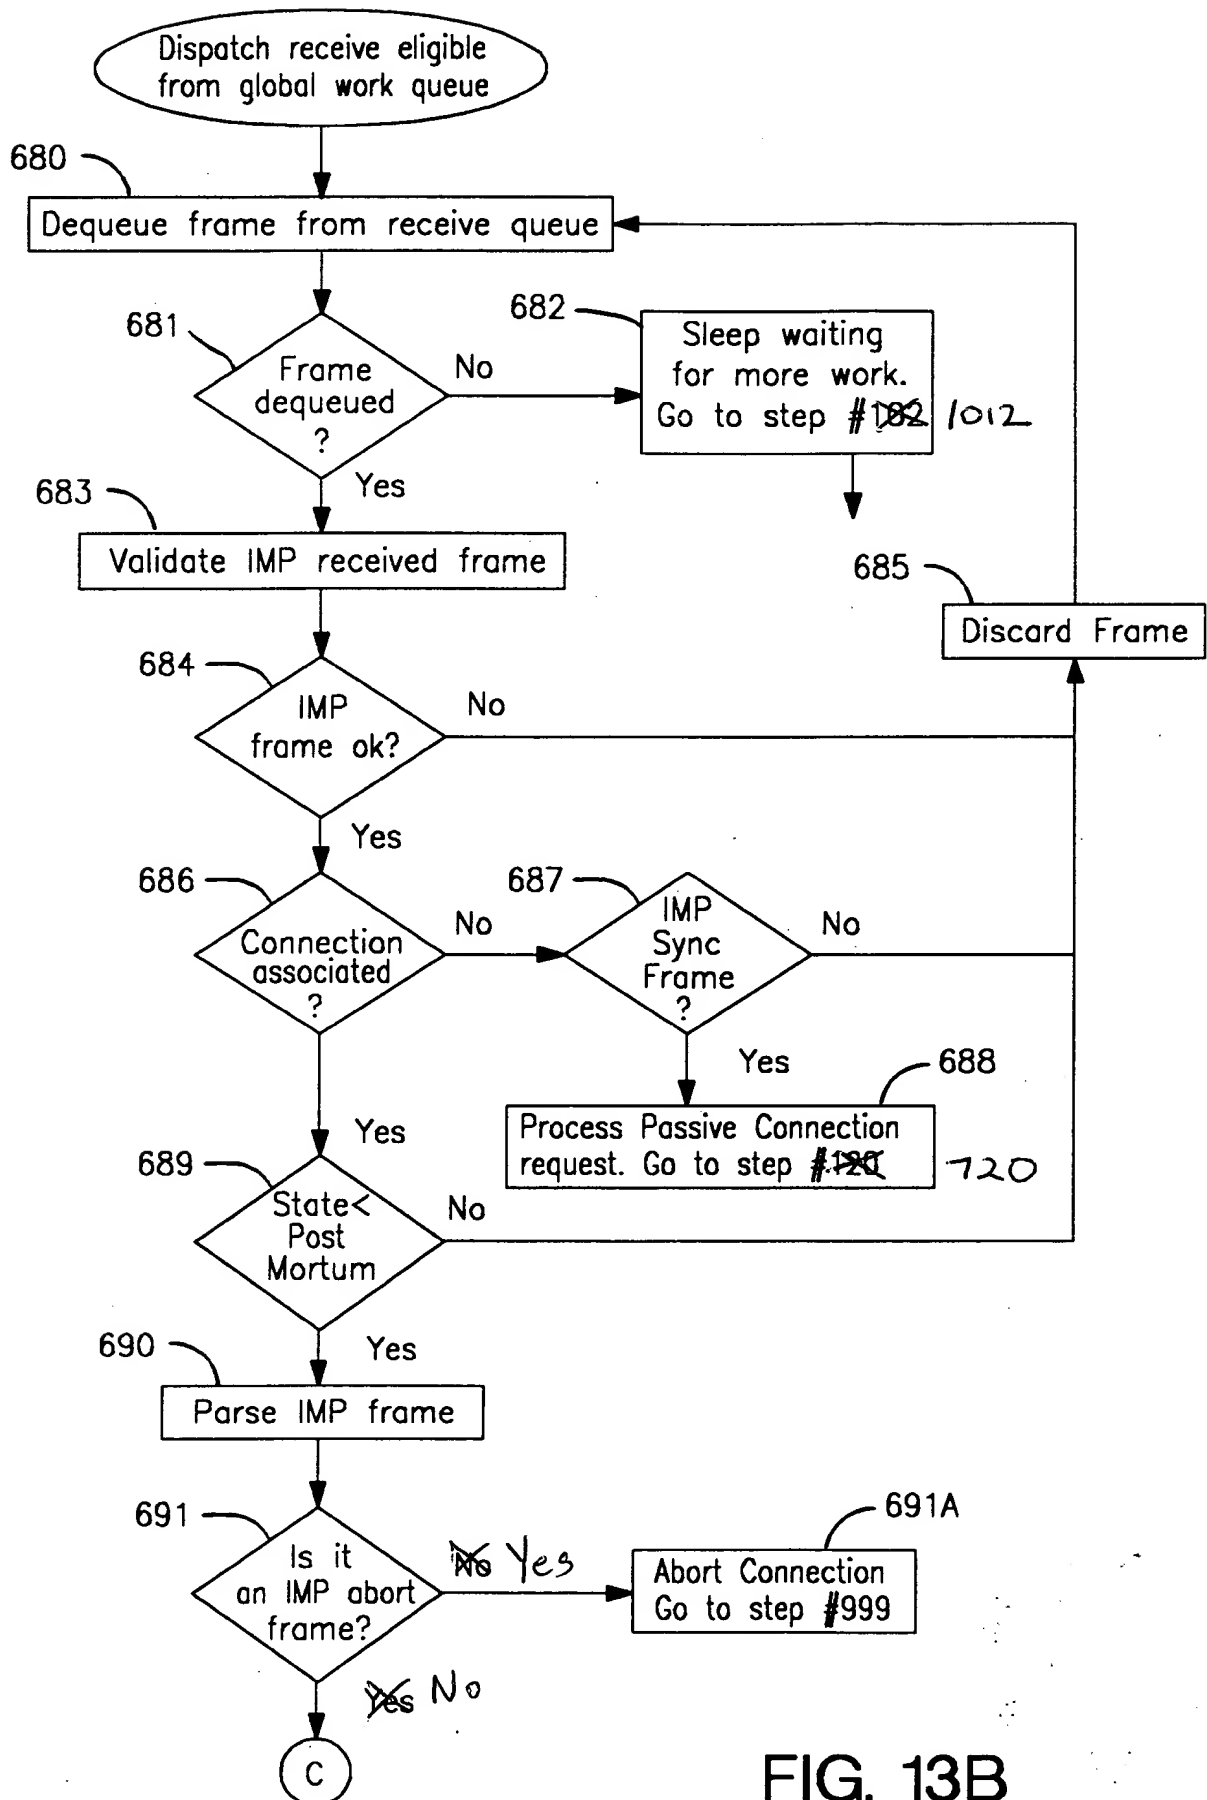 Dispatch receive eligible
from global work queue
680
Dequeue frame from receive queue
681
Frame
dequeued
?
No
682
Sleep waiting
for more work.
Go to step #182 1012
Yes
683
Validate IMP received frame
685
Discard Frame
684
IMP
frame ok?
No
Yes
686
Connection
associated
?
No
687
IMP
Sync
Frame
?
No
Yes
688
Process Passive Connection
request. Go to step #120 720
Yes
689
State<
Post
Mortum
No
Yes
690
Parse IMP frame
691
Is it
an IMP abort
frame?
No Yes
691A
Abort Connection
Go to step #999
Yes No
C
FIG. 13B